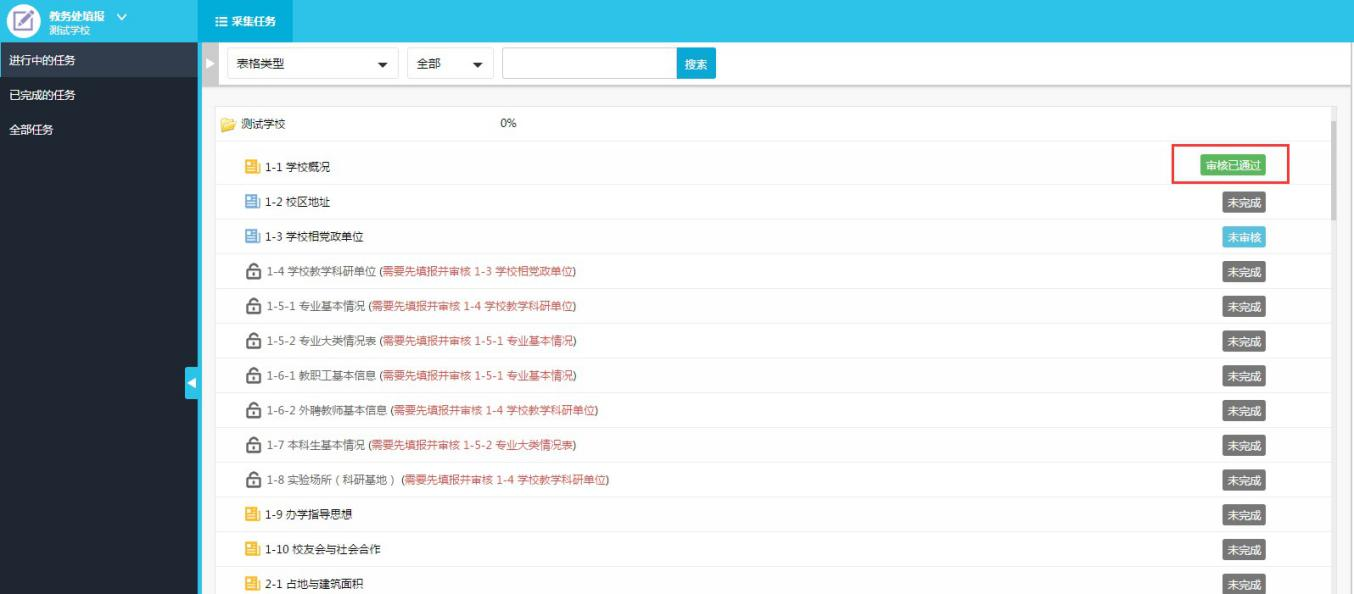 教务处填报
测试学校
采集任务
进行中的任务
已完成的任务
全部任务
表格类型 全部 搜素
测试学校 0%
1-1 学校概况 审核已通过
1-2 校区地址 未完成
1-3 学校相党政单位 未审核
1-4 学校教学科研单位 (需要先填报并审核 1-3 学校相党政单位) 未完成
1-5-1 专业基本情况 (需要先填报并审核 1-4 学校教学科研单位) 未完成
1-5-2 专业大类情况表 (需要先填报并审核 1-5-1 专业基本情况) 未完成
1-6-1 教职工基本信息 (需要先填报并审核 1-5-1 专业基本情况) 未完成
1-6-2 外聘教师基本信息 (需要先填报并审核 1-4 学校教学科研单位) 未完成
1-7 本科生基本情况 (需要先填报并审核 1-5-2 专业大类情况表) 未完成
1-8 实验场所（科研基地） (需要先填报并审核 1-4 学校教学科研单位) 未完成
1-9 办学指导思想 未完成
1-10 校友会与社会合作 未完成
2-1 占地与建筑面积 未完成